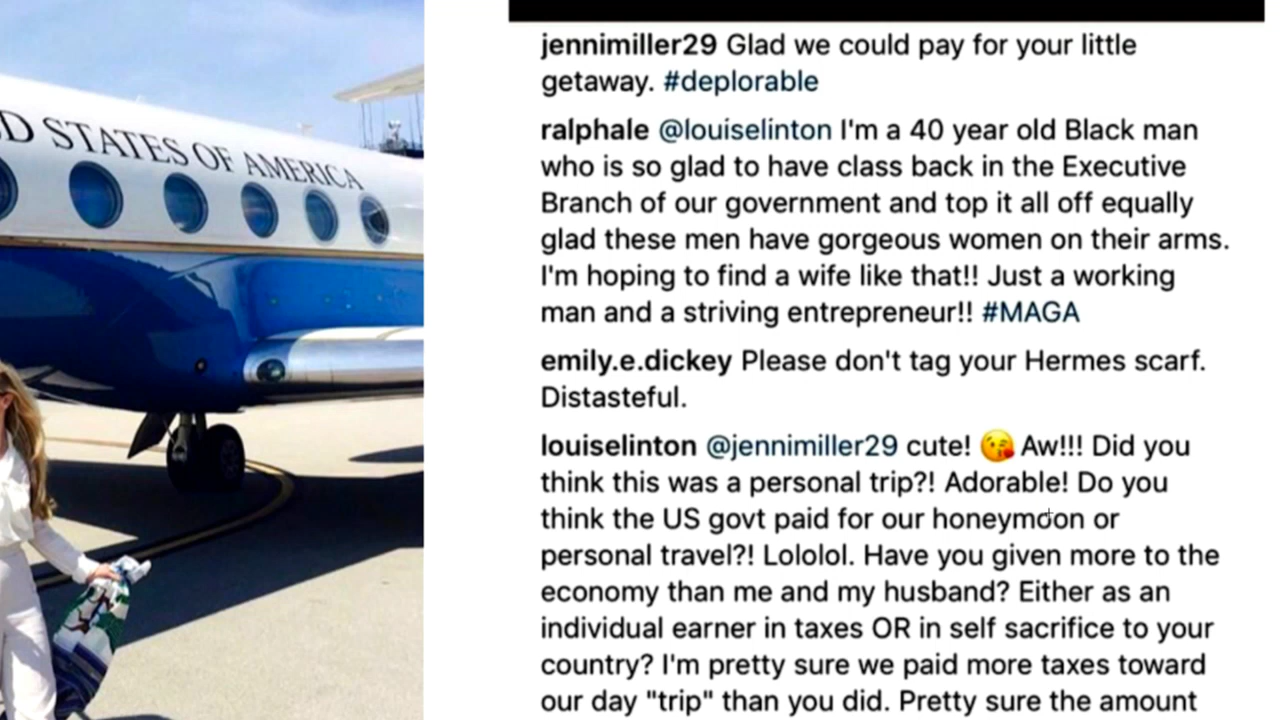 D STATES OF AMERICA
jennimiller29 Glad we could pay for your little
getaway. #deplorable
ralphale @louiselinton I'm a 40 year old Black man
who is so glad to have class back in the Executive
Branch of our government and top it all off equally
glad these men have gorgeous women on their arms.
I'm hoping to find a wife like that!! Just a working
man and a striving entrepreneur!! #MAGA
emily.e.dickey Please don't tag your Hermes scarf.
Distasteful.
louiselinton @jennimiller29 cute! 😘 Aw!!! Did you
think this was a personal trip?! Adorable! Do you
think the US govt paid for our honeymoon or
personal travel?! Lololol. Have you given more to the
economy than me and my husband? Either as an
individual earner in taxes OR in self sacrifice to your
country? I'm pretty sure we paid more taxes toward
our day "trip" than you did. Pretty sure the amount